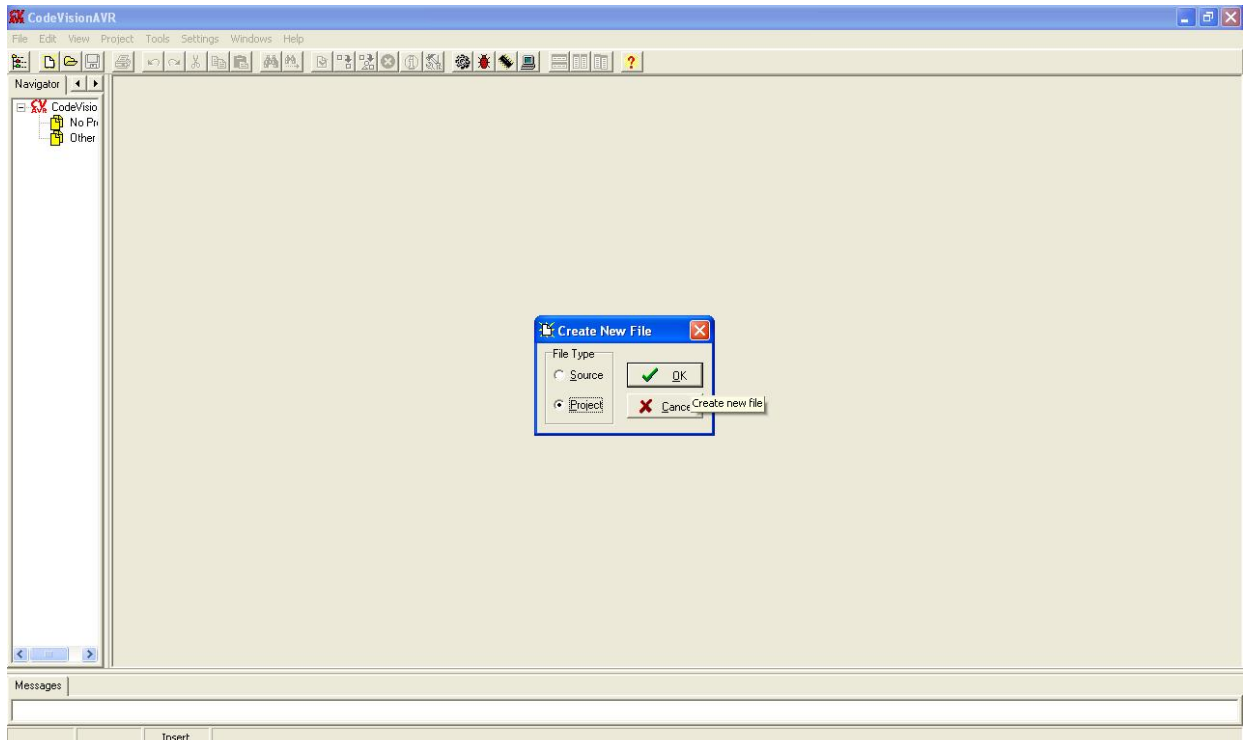 CodeVisionAVR
File Edit View Project Tools Settings Windows Help
Navigator
CodeVisio
No Pr
Other
Create New File
File Type
Source
OK
Project
Cance
Create new file
Messages
Insert